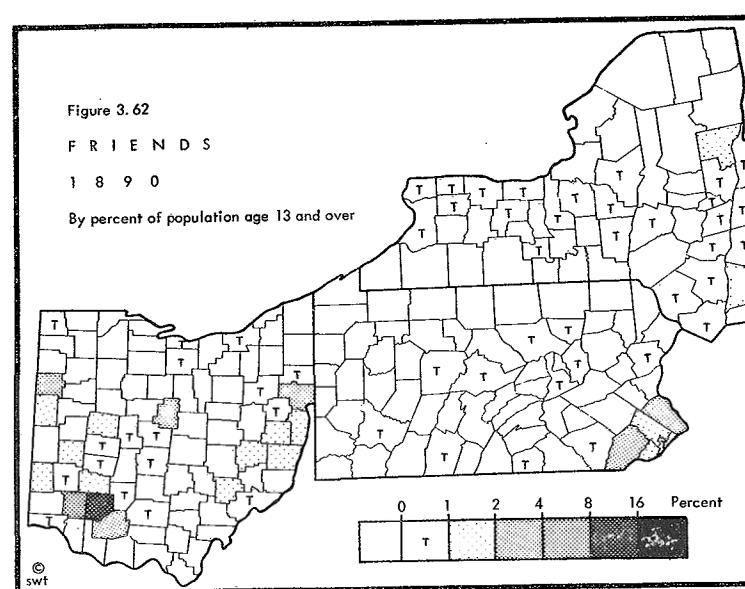 Figure 3.62
F R I E N D S
1 8 9 0
By percent of population age 13 and over
T T T T T
T T T T
T T T T
T T T T
T T T
T T T
T T T
T T T
T T T
T T T
T T T
T T T
T T T
T T T
T T
0 1 2 4 8 16 Percent
T
©
swt